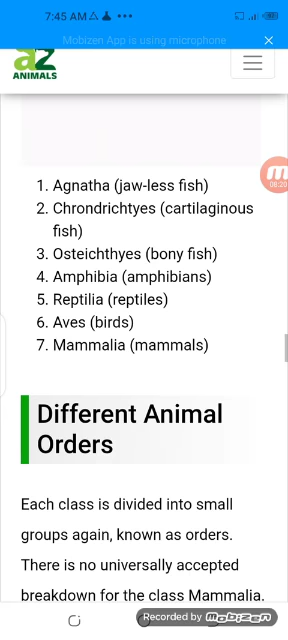 7:45 AM
Mobizen App is using microphone
az
ANIMALS
1. Agnatha (jaw-less fish)
08:20
2. Chrondrichtyes (cartilaginous
fish)
3. Osteichthyes (bony fish)
4. Amphibia (amphibians)
5. Reptilia (reptiles)
6. Aves (birds)
7. Mammalia (mammals)
Different Animal
Orders
Each class is divided into small
groups again, known as orders.
There is no universally accepted
breakdown for the class Mammalia.
Recorded by Mobizen